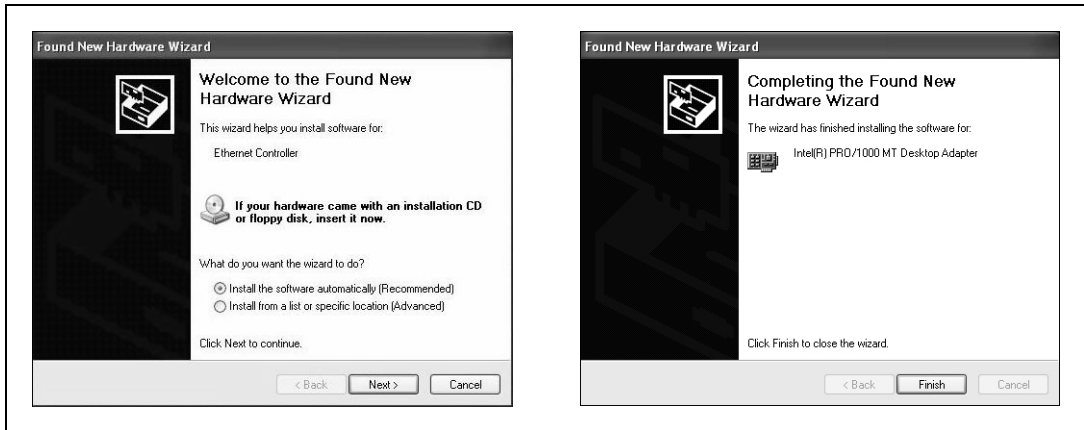 Found New Hardware Wizard
Welcome to the Found New
Hardware Wizard
This wizard helps you install software for:
Ethernet Controller
If your hardware came with an installation CD
or floppy disk, insert it now.
What do you want the wizard to do?
Install the software automatically (Recommended)
Install from a list or specific location (Advanced)
Click Next to continue.
< Back
Next >
Cancel
Found New Hardware Wizard
Completing the Found New
Hardware Wizard
The wizard has finished installing the software for:
Intel(R) PRO/1000 MT Desktop Adapter
Click Finish to close the wizard.
< Back
Finish
Cancel